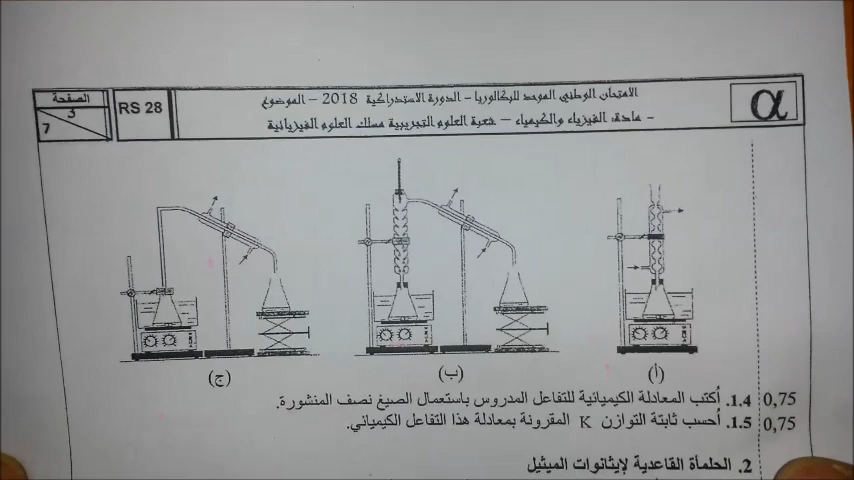 الامتحان الوطني الموحد للبكالوريا - الدورة الاستدراكية 2018 - الموضوع
- مادة: الفيزياء والكيمياء - شعبة العلوم التجريبية مسلك العلوم الفيزيائية
RS 28
الصفحة
3
7
α
(أ)
(ب)
(ج)
0,75 1.4. أكتب المعادلة الكيميائية للتفاعل المدروس باستعمال الصيغ نصف المنشورة.
0,75 1.5. أحسب ثابتة التوازن K المقرونة بمعادلة هذا التفاعل الكيميائي.
2. الحلمأة القاعدية لإيثانوات الميثيل